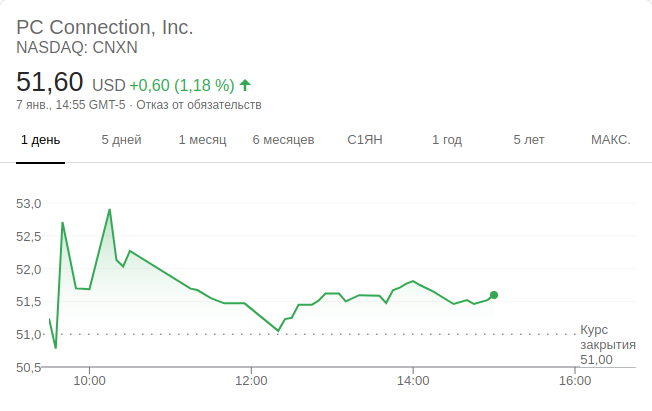 PC Connection, Inc.
NASDAQ: CNXN
51,60 USD +0,60 (1,18 %)
7 янв., 14:55 GMT-5 · Отказ от обязательств
1 день 5 дней 1 месяц 6 месяцев С1ЯН 1 год 5 лет МАКС.
53,0
52,5
52,0
51,5
51,0
Курс
закрытия
51,00
50,5
10:00 12:00 14:00 16:00